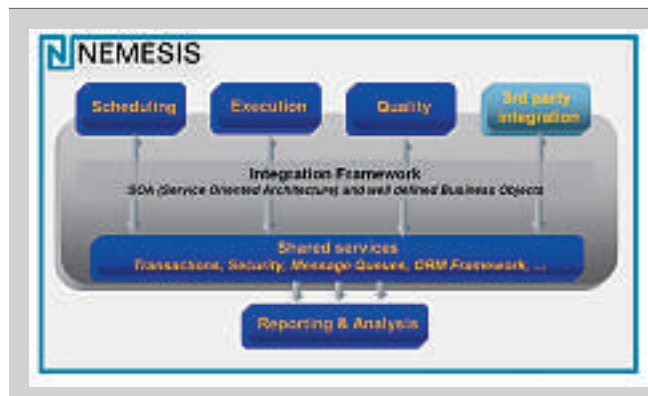 NEMESIS
Scheduling
Execution
Quality
3rd party
integration
Integration Framework
SOA (Service Oriented Architecture) and well defined Business Objects
Shared services
Transactions, Security, Message Queues, ORM Framework, ...
Reporting & Analysis